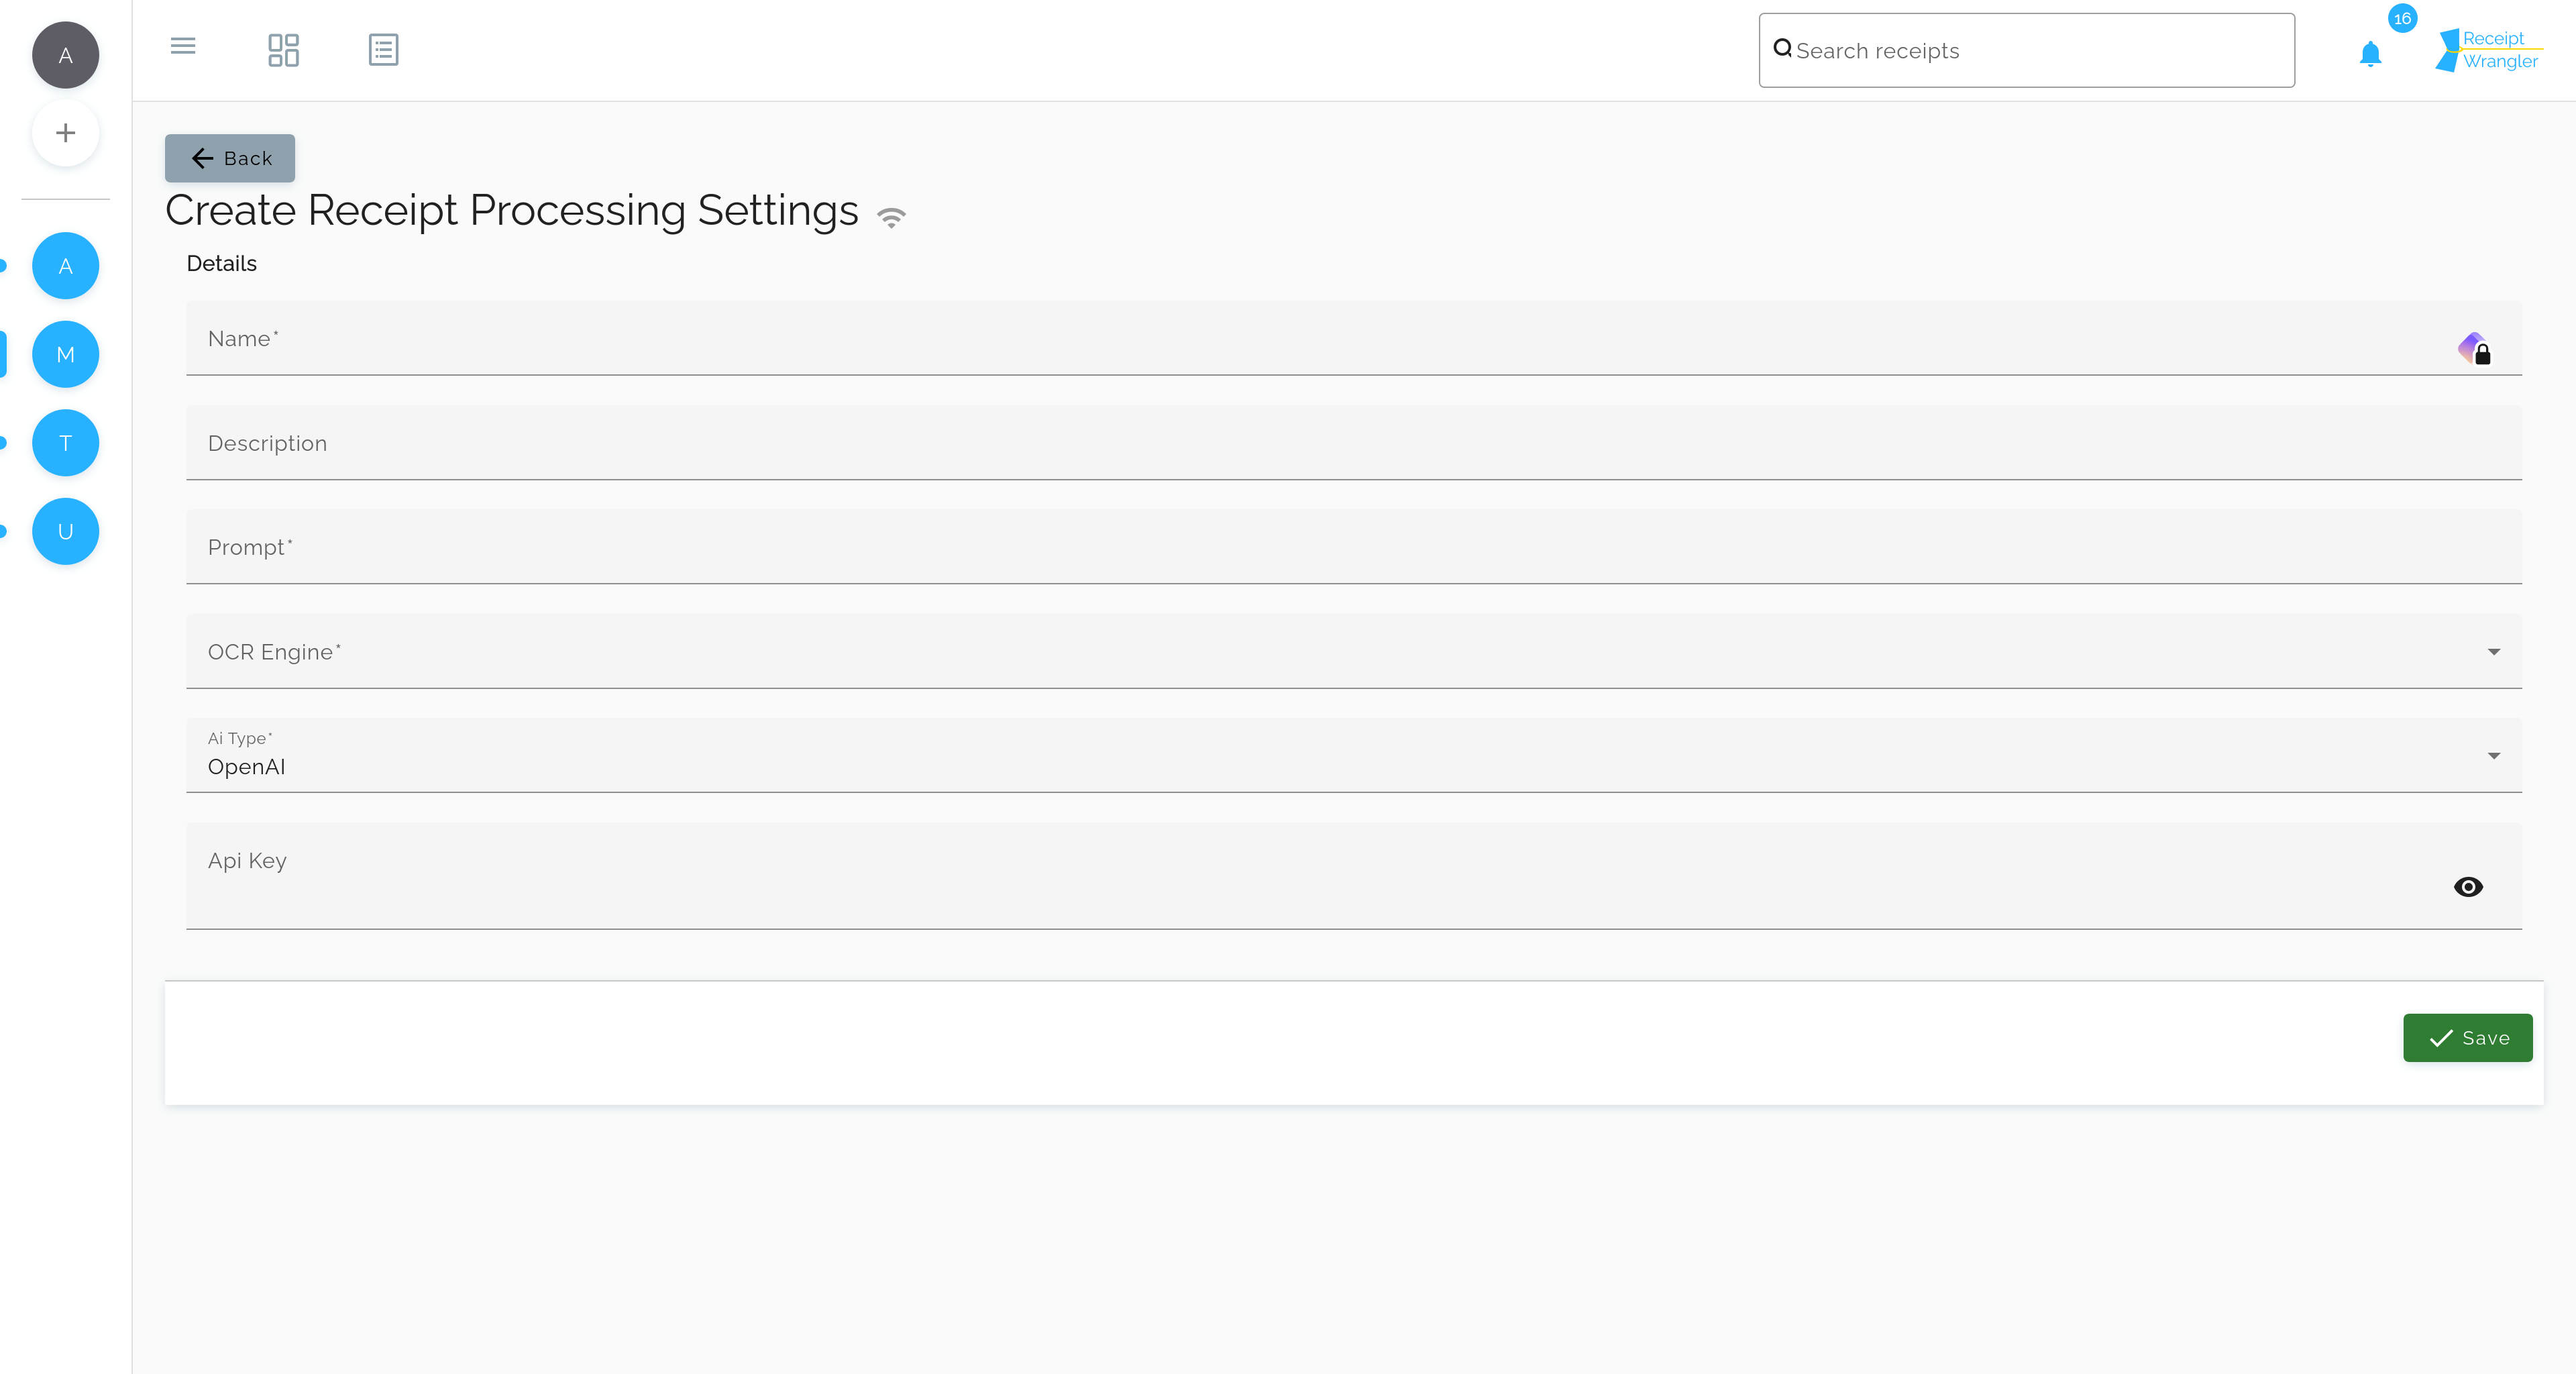 A
Search receipts
16
Receipt
Wrangler
Back
Create Receipt Processing Settings
Details
A
M
T
U
Name*
Description
Prompt*
OCR Engine*
Ai Type*
OpenAI
Api Key
Save